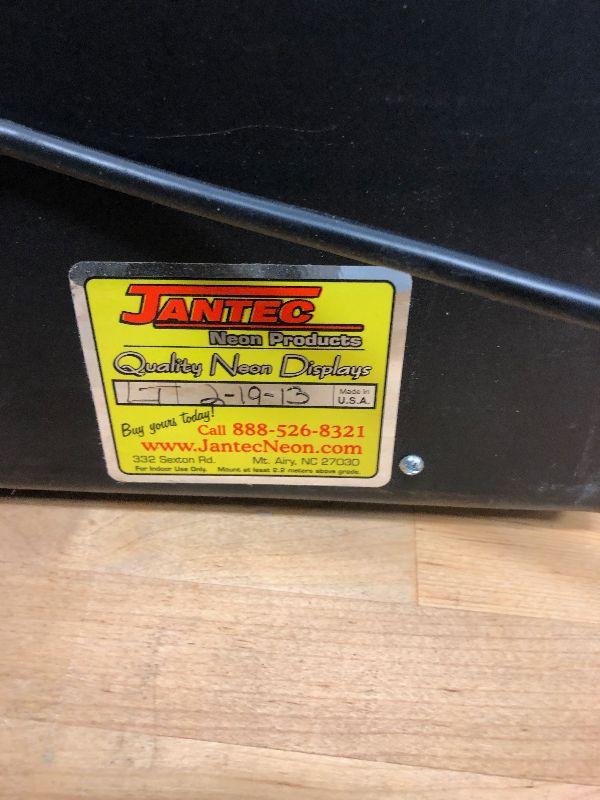 JANTEC
Neon Products
Quality Neon Displays
2-19-13
Made in
U.S.A.
Buy yours today!
Call 888-526-8321
www.JantecNeon.com
332 Sexton Rd. Mt. Airy, NC 27030
For Indoor Use Only. Mount at least 2.2 meters above grade.